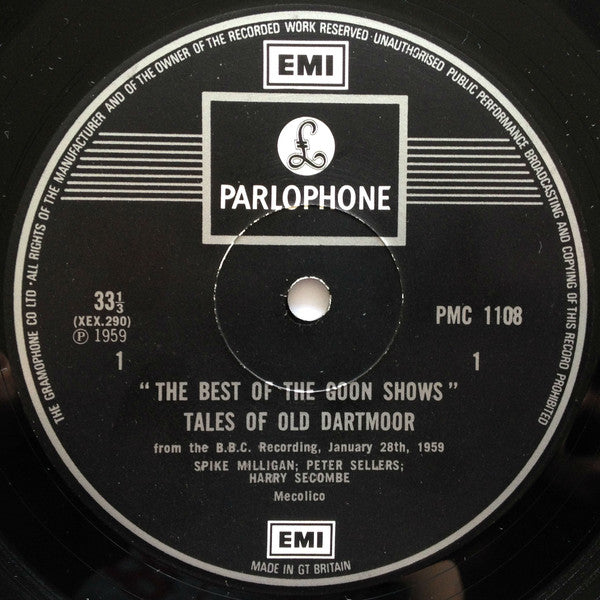 THE GRAMOPHONE CO LTD · ALL RIGHTS OF THE MANUFACTURER AND OF THE OWNER OF THE RECORDED WORK RESERVED · UNAUTHORISED PUBLIC PERFORMANCE BROADCASTING AND COPYING OF THIS RECORD PROHIBITED
EMI
£
PARLOPHONE
33⅓
(XEX.290)
Ⓟ 1959
PMC 1108
1 1
"THE BEST OF THE GOON SHOWS"
TALES OF OLD DARTMOOR
from the B.B.C. Recording, January 28th, 1959
SPIKE MILLIGAN; PETER SELLERS;
HARRY SECOMBE
Mecolico
EMI
MADE IN GT BRITAIN